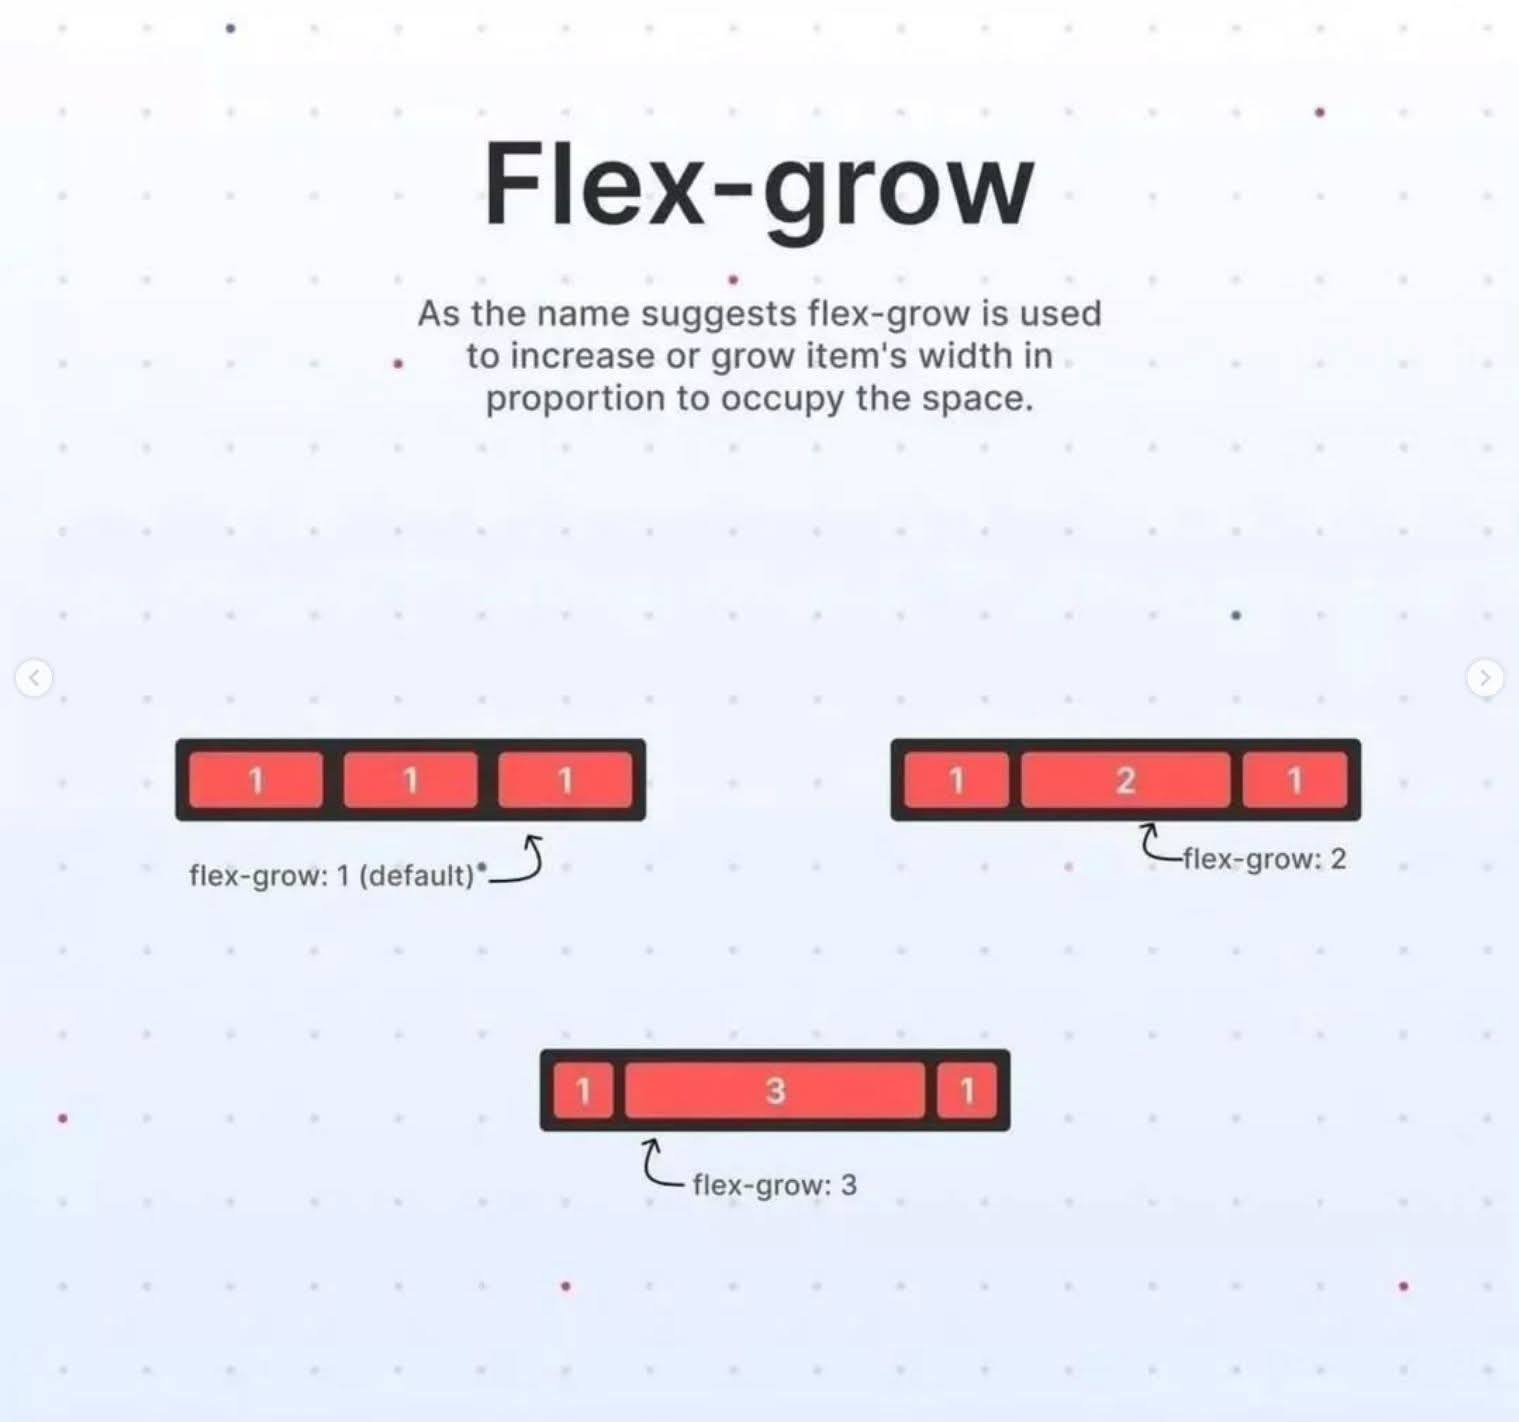 Flex-grow
As the name suggests flex-grow is used
to increase or grow item's width in
proportion to occupy the space.
1 1 1
1 2 1
flex-grow: 1 (default)*
flex-grow: 2
1 3 1
flex-grow: 3